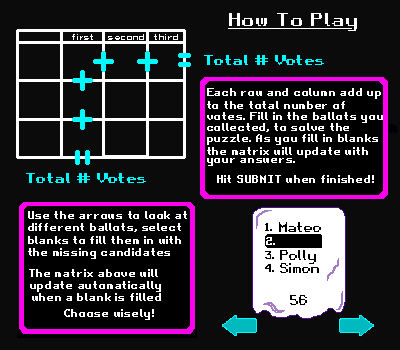 How To Play
first second third
Total # Votes
Each row and column add up
to the total number of
votes. Fill in the ballots you
collected, to solve the
puzzle. As you fill in blanks
the matrix will update with
your answers.
Hit SUBMIT when finished!
Total # Votes
Use the arrows to look at
different ballots, select
blanks to fill them in with
the missing candidates
The matrix above will
update automatically
when a blank is filled
Choose wisely!
1. Mateo
2.
3. Polly
4. Simon
56